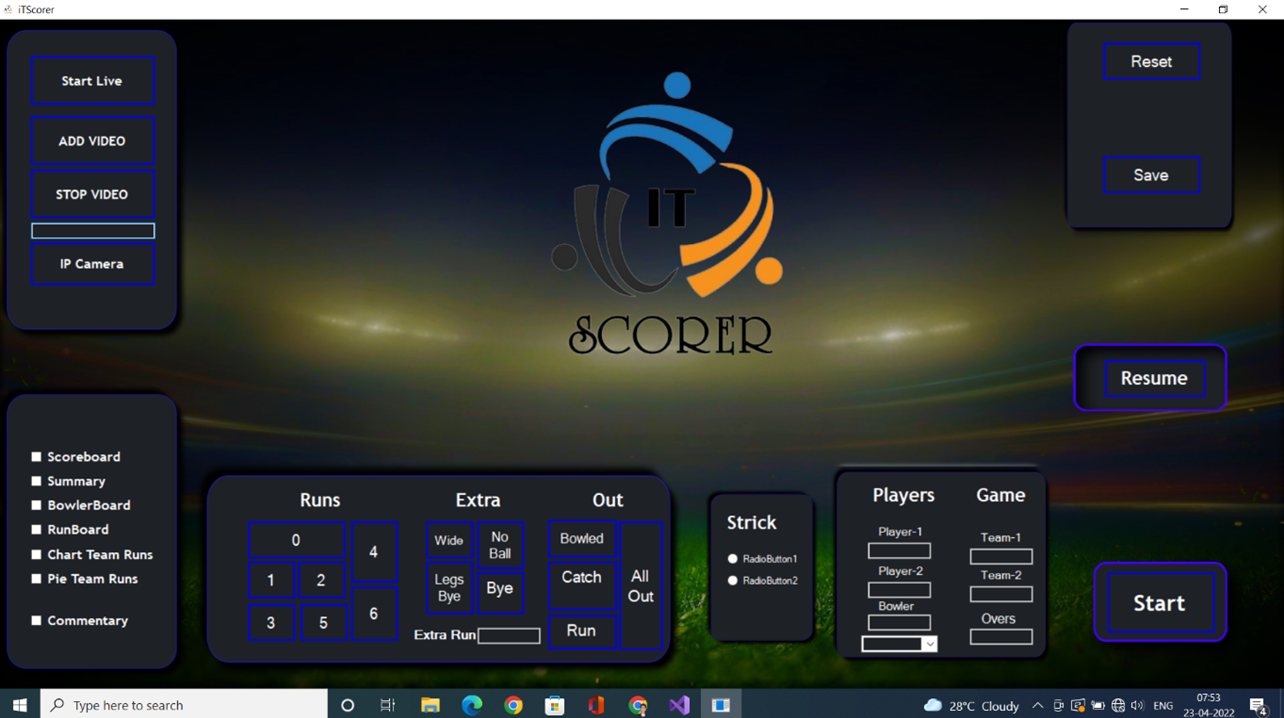 iTScorer
Start Live
ADD VIDEO
STOP VIDEO
IP Camera
Reset
Save
IT
SCORER
Resume
Scoreboard
Summary
BowlerBoard
RunBoard
Chart Team Runs
Pie Team Runs
Commentary
Runs
0
4
1
2
3
5
6
Extra
Wide
No
Ball
Legs
Bye
Bye
Extra Run
Out
Bowled
Catch
Run
All
Out
Strick
RadioButton1
RadioButton2
Players
Player-1
Player-2
Bowler
Game
Team-1
Team-2
Overs
Start
Type here to search
28°C Cloudy
ENG
07:53
23-04-2022
4